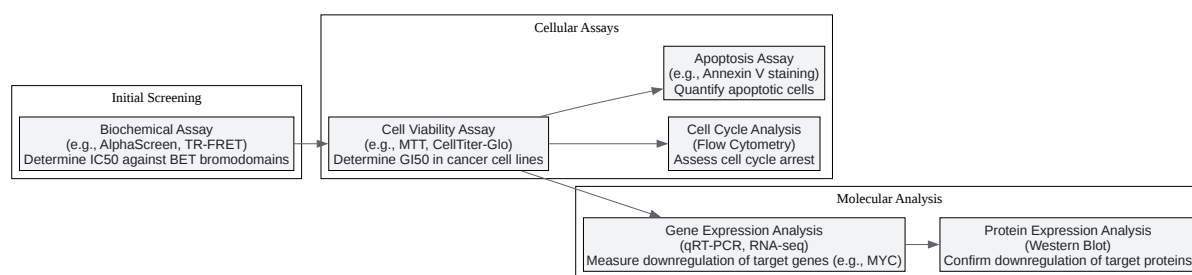 Initial Screening
Biochemical Assay
(e.g., AlphaScreen, TR-FRET)
Determine IC50 against BET bromodomains
Cellular Assays
Cell Viability Assay
(e.g., MTT, CellTiter-Glo)
Determine GI50 in cancer cell lines
Apoptosis Assay
(e.g., Annexin V staining)
Quantify apoptotic cells
Cell Cycle Analysis
(Flow Cytometry)
Assess cell cycle arrest
Molecular Analysis
Gene Expression Analysis
(qRT-PCR, RNA-seq)
Measure downregulation of target genes (e.g., MYC)
Protein Expression Analysis
(Western Blot)
Confirm downregulation of target proteins